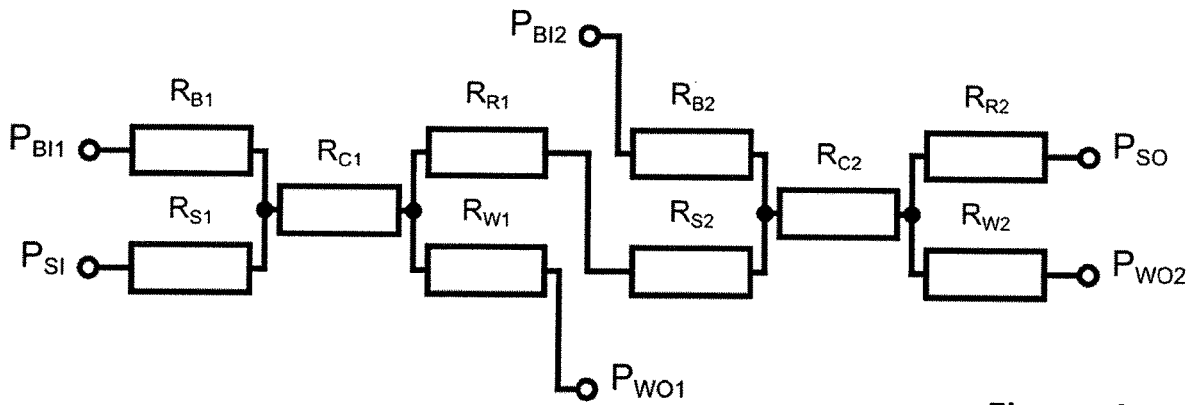 P_BI2
R_B1
R_R1
R_B2
R_R2
P_BI1
R_C1
R_C2
P_SO
R_S1
R_W1
R_S2
R_W2
P_SI
P_WO2
P_WO1